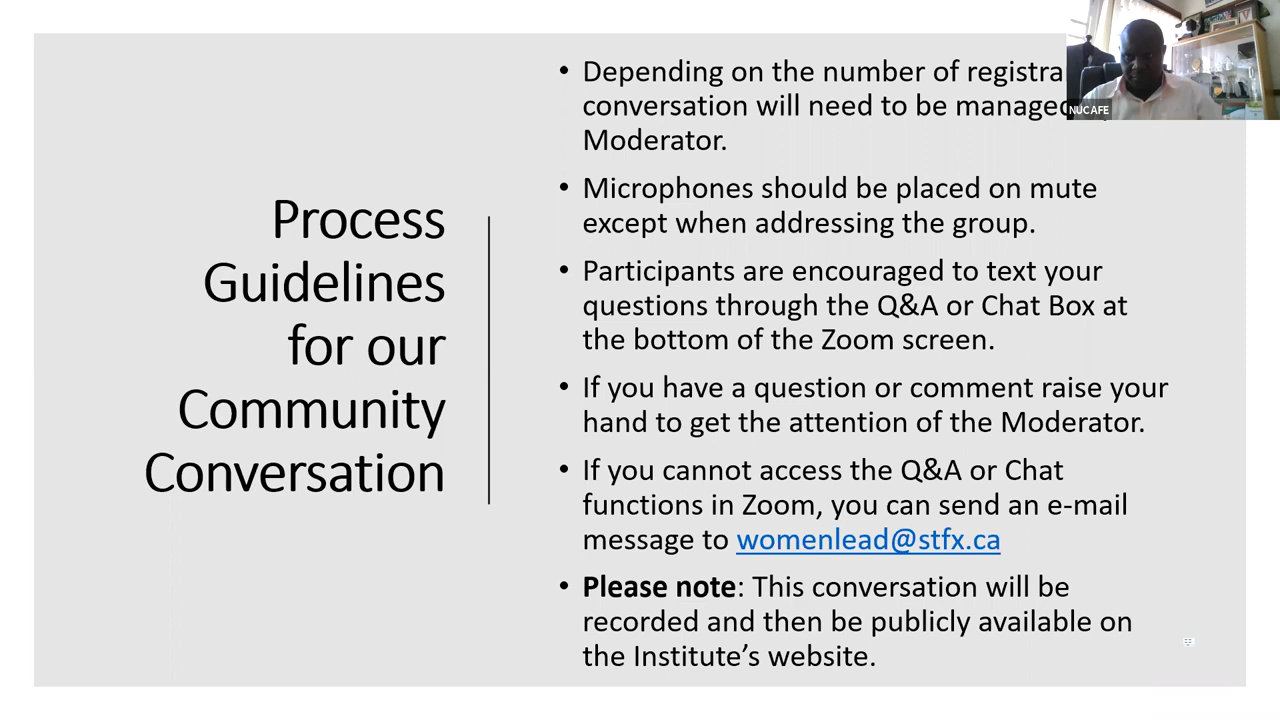 Process
Guidelines
for our
Community
Conversation
• Depending on the number of
conversation will need to be managed
Moderator.
• Microphones should be placed on mute
except when addressing the group.
• Participants are encouraged to text your
questions through the Q&A or Chat Box at
the bottom of the Zoom screen.
• If you have a question or comment raise your
hand to get the attention of the Moderator.
• If you cannot access the Q&A or Chat
functions in Zoom, you can send an e-mail
message to womenlead@stfx.ca
• Please note: This conversation will be
recorded and then be publicly available on
the Institute’s website.
NUCAFE